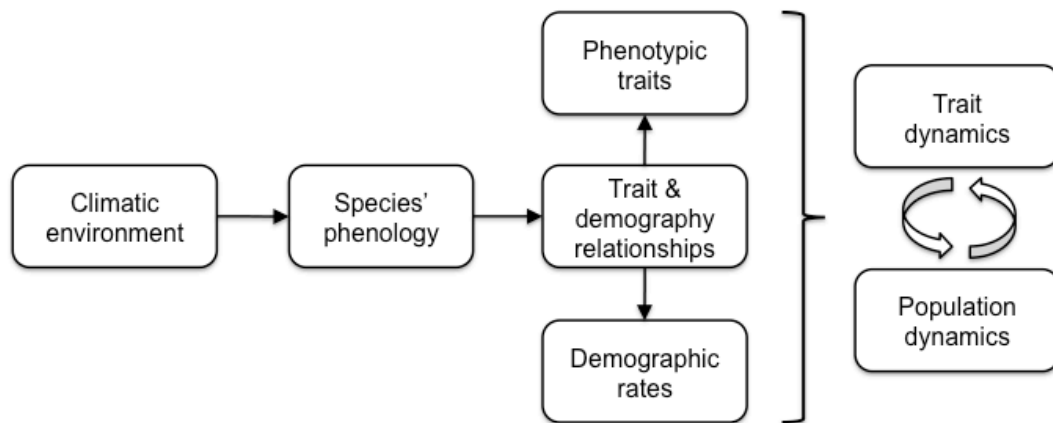 Phenotypic
traits
Climatic
environment
Species’
phenology
Trait &
demography
relationships
Demographic
rates
Trait
dynamics
Population
dynamics